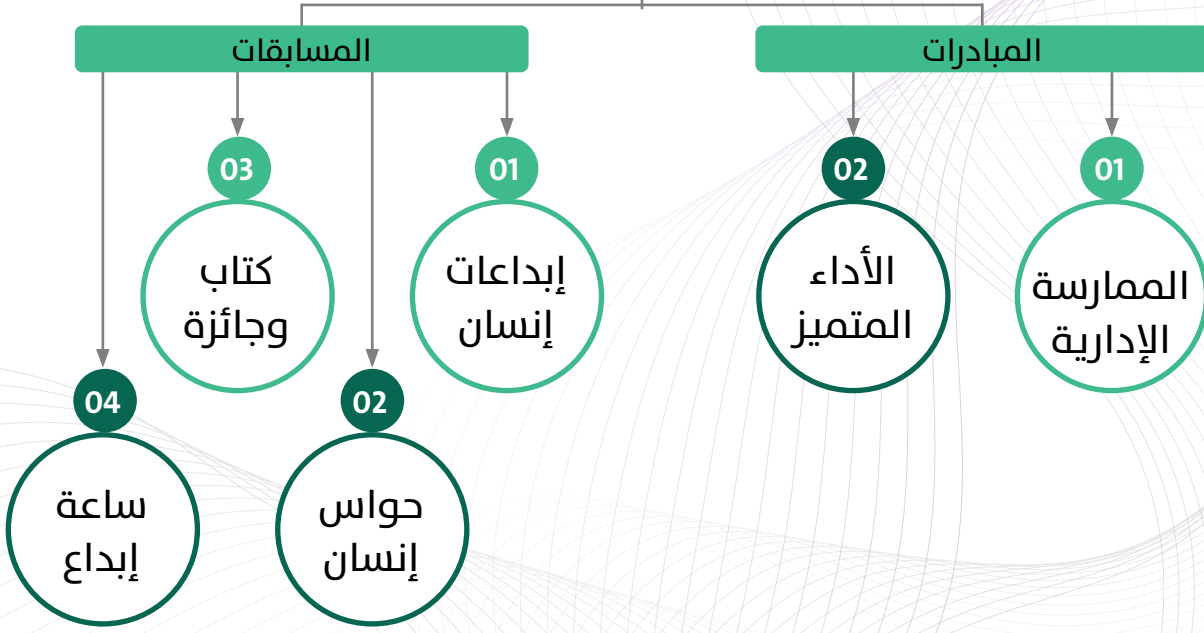 المبادرات
01
الممارسة
الإدارية
02
الأداء
المتميز
المسابقات
01
إبداعات
إنسان
02
حواس
إنسان
03
كتاب
وجائزة
04
ساعة
إبداع